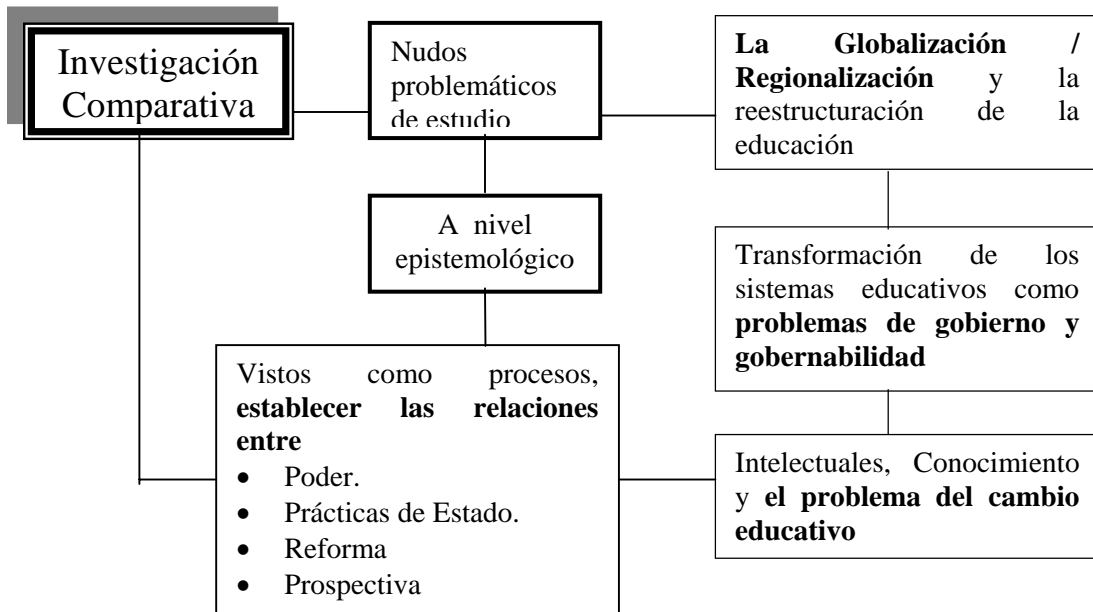 Investigación
Comparativa
Nudos
problemáticos
de estudio
La Globalización /
Regionalización y la
reestructuración de la
educación
A nivel
epistemológico
Transformación de los
sistemas educativos como
problemas de gobierno y
gobernabilidad
Vistos como procesos,
establecer las relaciones
entre
• Poder.
• Prácticas de Estado.
• Reforma
• Prospectiva
Intelectuales, Conocimiento
y el problema del cambio
educativo